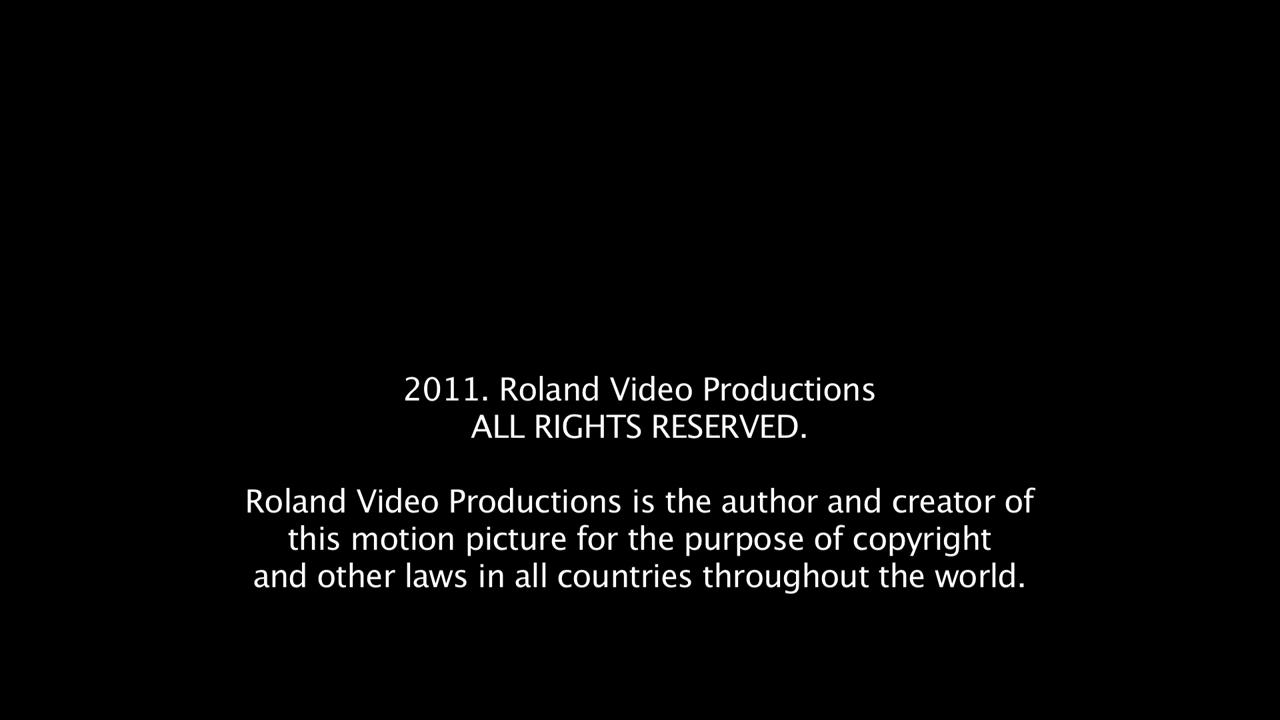 2011. Roland Video Productions
ALL RIGHTS RESERVED.
Roland Video Productions is the author and creator of
this motion picture for the purpose of copyright
and other laws in all countries throughout the world.